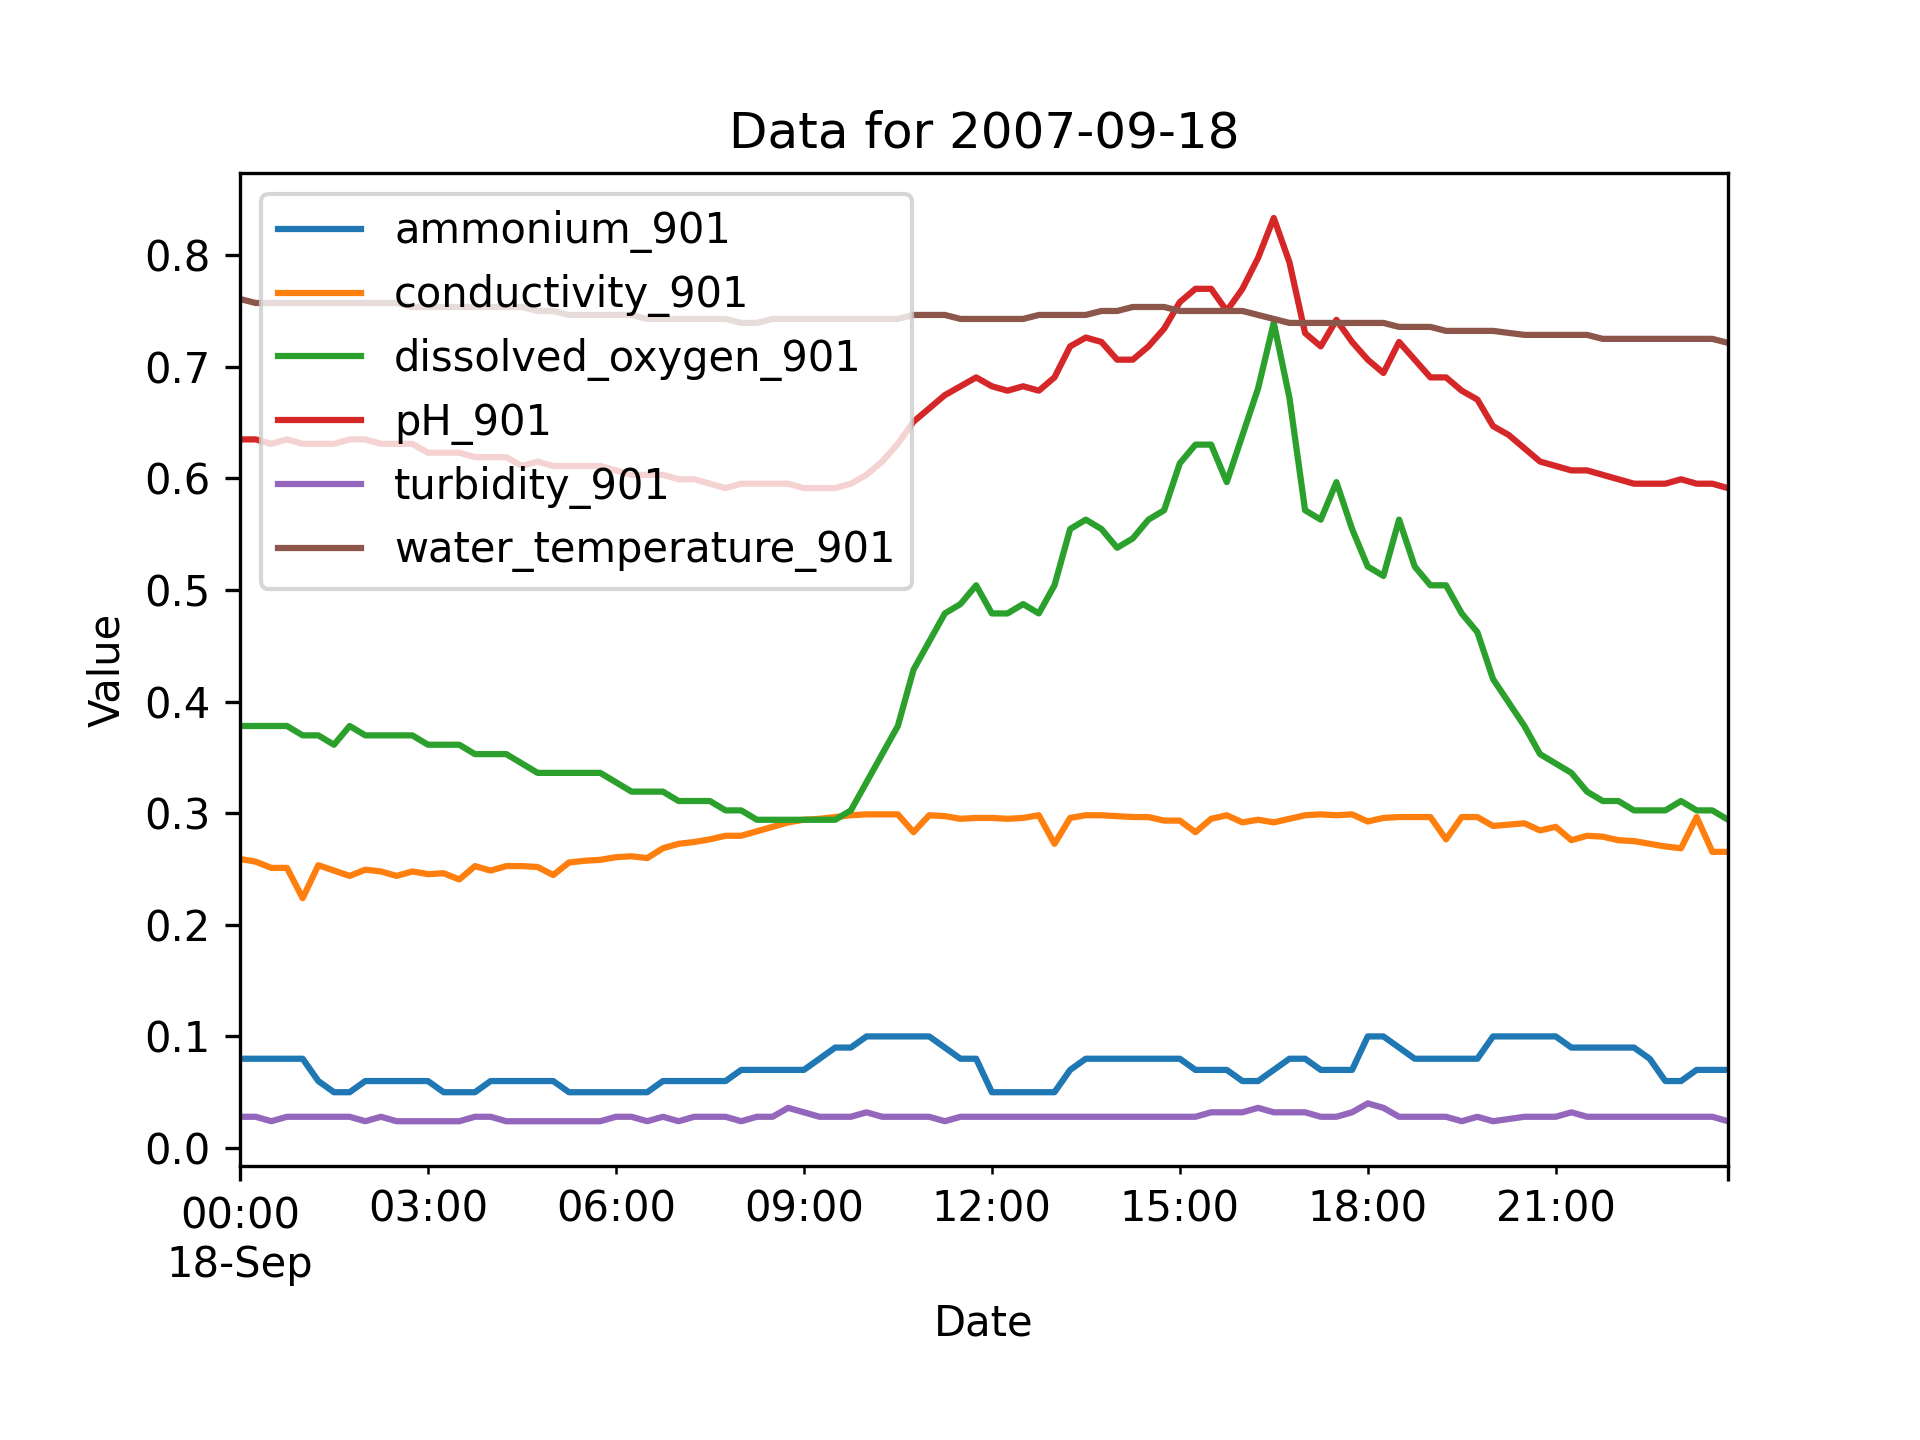 Data for 2007-09-18
ammonium_901
conductivity_901
dissolved_oxygen_901
pH_901
turbidity_901
water_temperature_901
Value
0.8
0.7
0.6
0.5
0.4
0.3
0.2
0.1
0.0
00:00 03:00 06:00 09:00 12:00 15:00 18:00 21:00
18-Sep
Date